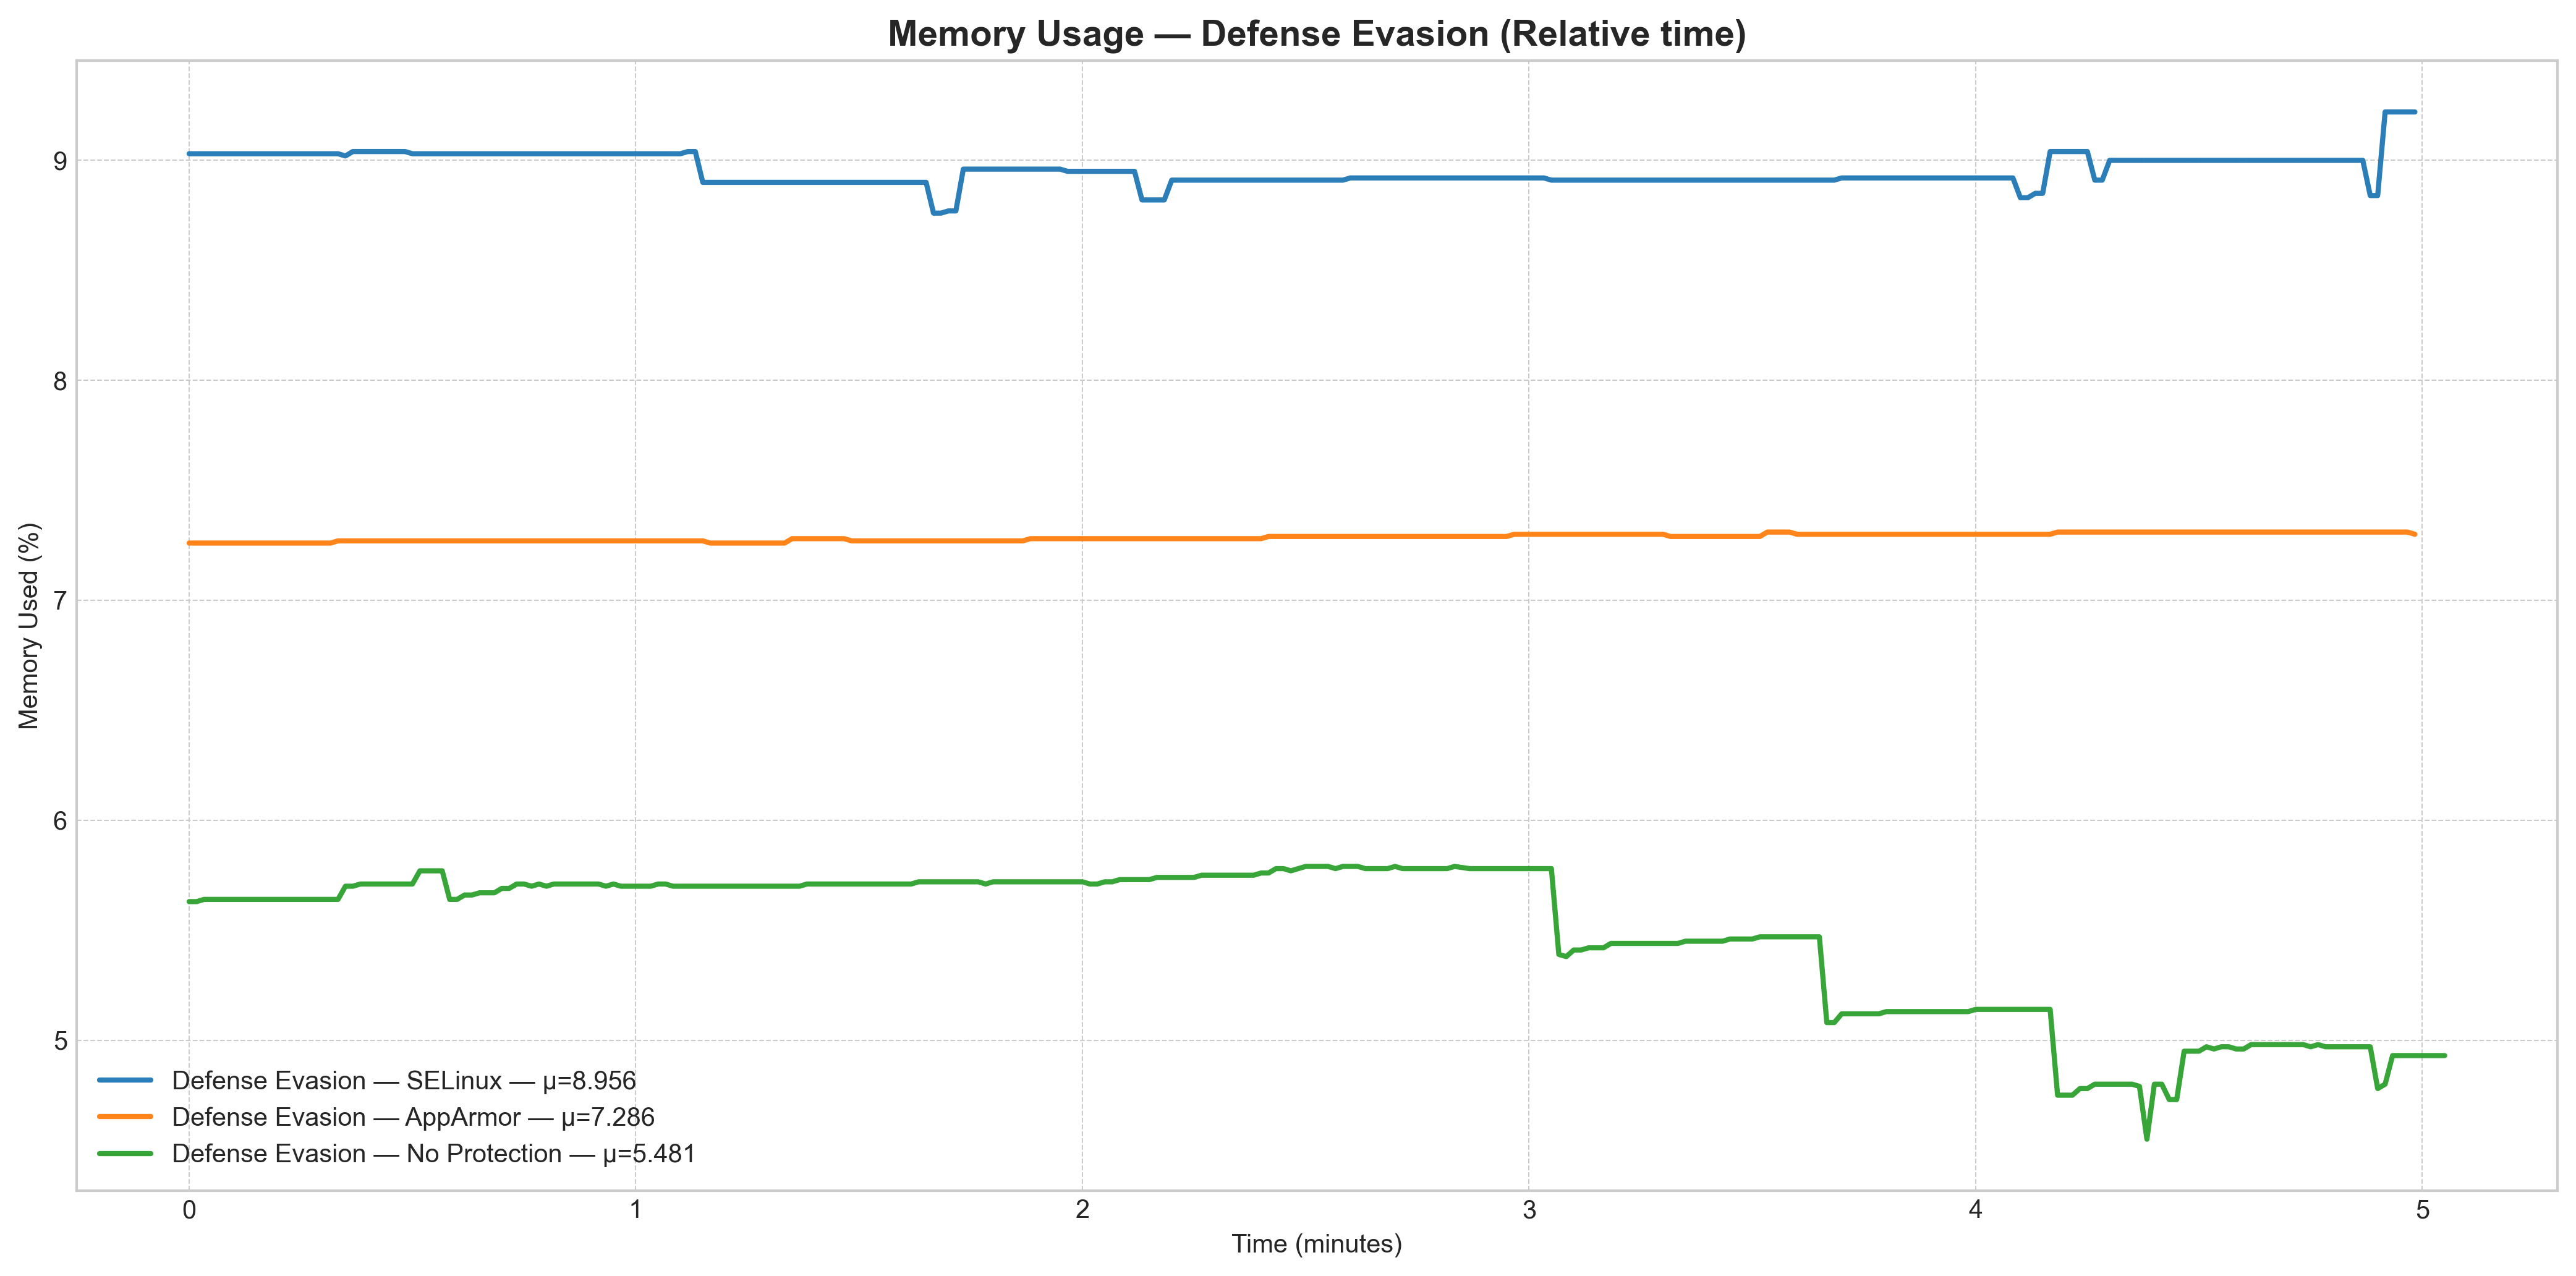 Memory Usage — Defense Evasion (Relative time)
Memory Used (%)
9
8
7
6
5
Defense Evasion — SELinux — μ=8.956
Defense Evasion — AppArmor — μ=7.286
Defense Evasion — No Protection — μ=5.481
0 1 2 3 4 5
Time (minutes)